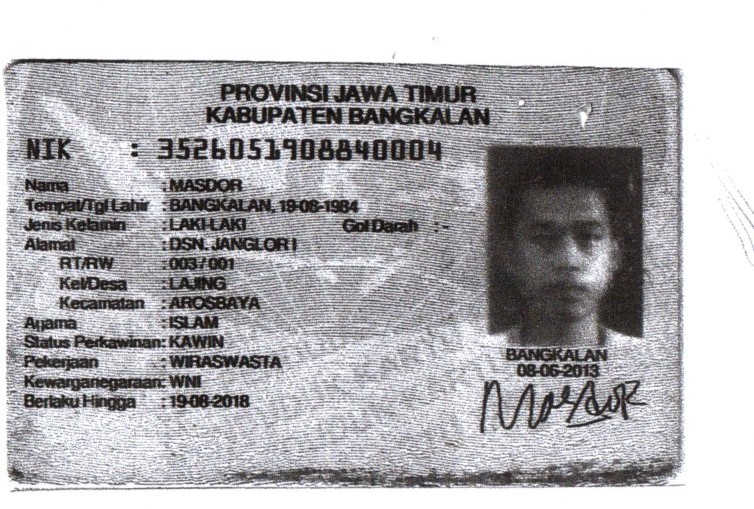 PROVINSI JAWA TIMUR
KABUPATEN BANGKALAN
NIK : 3526051908840004
Nama : MASDOR
Tempat/Tgl Lahir : BANGKALAN, 19-08-1984
Jenis Kelamin : LAKI-LAKI Gol Darah : -
Alamat : DSN. JANGLOR I
RT/RW : 003 / 001
Kel/Desa : LAJING
Kecamatan : AROSBAYA
Agama : ISLAM
Status Perkawinan: KAWIN
Pekerjaan : WIRASWASTA
Kewarganegaraan: WNI
Berlaku Hingga : 19-08-2018
BANGKALAN
08-05-2013
Masdor